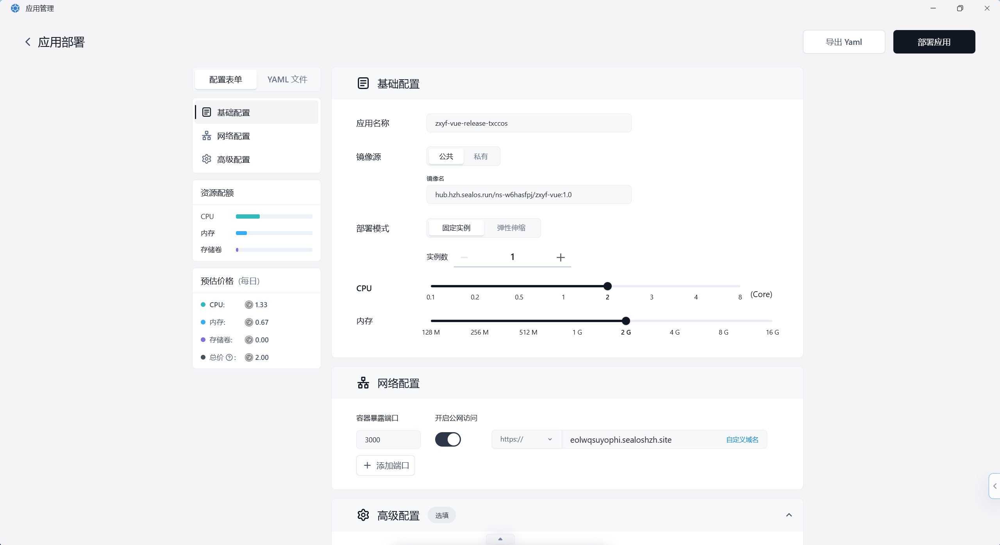 应用管理
应用部署
导出 Yaml
部署应用
配置表单
YAML 文件
基础配置
网络配置
高级配置
资源配额
CPU
内存
存储卷
预估价格 (每日)
CPU: 1.33
内存: 0.67
存储卷: 0.00
总价 ? : 2.00
基础配置
应用名称
zxyf-vue-release-txccos
镜像源
公共
私有
镜像名
hub.hzh.sealos.run/ns-w6hasfpj/zxyf-vue:1.0
部署模式
固定实例
弹性伸缩
实例数
1
CPU
0.1 0.2 0.5 1 2 3 4 8 (Core)
内存
128 M 256 M 512 M 1 G 2 G 4 G 8 G 16 G
网络配置
容器暴露端口
开启公网访问
3000
https://
eolwqsuyophi.sealoshzh.site
自定义域名
添加端口
高级配置
选填